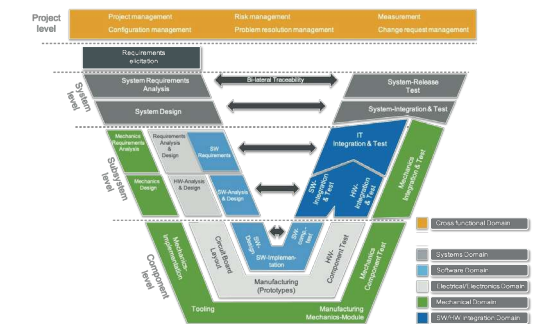 Project level
Project management
Risk management
Measurement
Configuration management
Problem resolution management
Change request management
Requirements
elicitation
System level
System Requirements
Analysis
Bi-lateral Traceability
System-Release
Test
System Design
System-Integration & Test
Subsystem level
Mechanics
Requirements
Analysis
Requirements
Analysis
&
Design
SW
Requirements
IT
Integration & Test
Mechanics
Integration & Test
Mechanics
Design
HW-Analysis
& Design
SW-Analysis
& Design
SW-
Integration
& Test
HW-
Integration
& Test
Component level
Mechanics-
Implementation
Circuit Board
Layout
SW-
Design
SW-Implemen-
tation
SW-
comp.-
test
HW-
Component Test
Mechanics
Component Test
Manufacturing
(Prototypes)
Tooling
Manufacturing
Mechanics-Module
Cross functional Domain
Systems Domain
Software Domain
Electrical/Electronics Domain
Mechanical Domain
SW/HW integration Domain